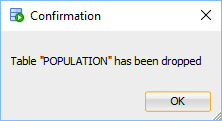 Confirmation
Table "POPULATION" has been dropped
OK